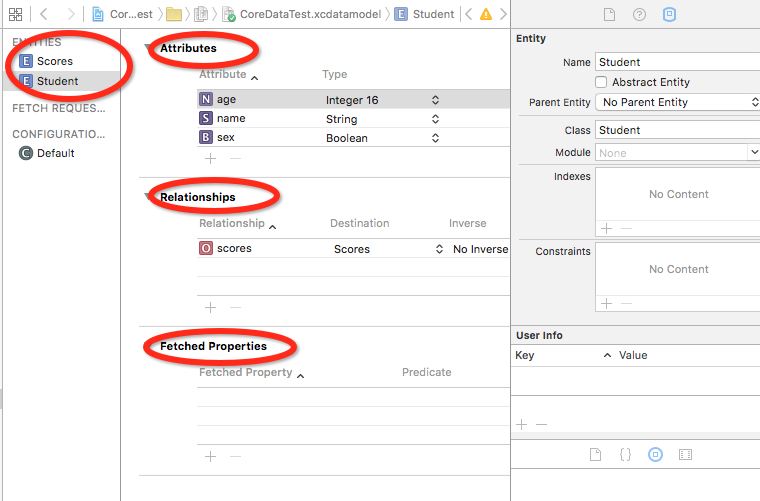 Cor...est CoreDataTest.xcdatamodel E Student
ENTITIES
E Scores
E Student
FETCH REQUES...
CONFIGURATIO...
C Default
Attributes
Attribute Type
N age Integer 16
S name String
B sex Boolean
+ −
Relationships
Relationship Destination Inverse
O scores Scores No Inverse
+ −
Fetched Properties
Fetched Property Predicate
+ −
Entity
Name Student
Abstract Entity
Parent Entity No Parent Entity
Class Student
Module None
Indexes No Content
+ −
Constraints No Content
+ −
User Info
Key Value
+ −